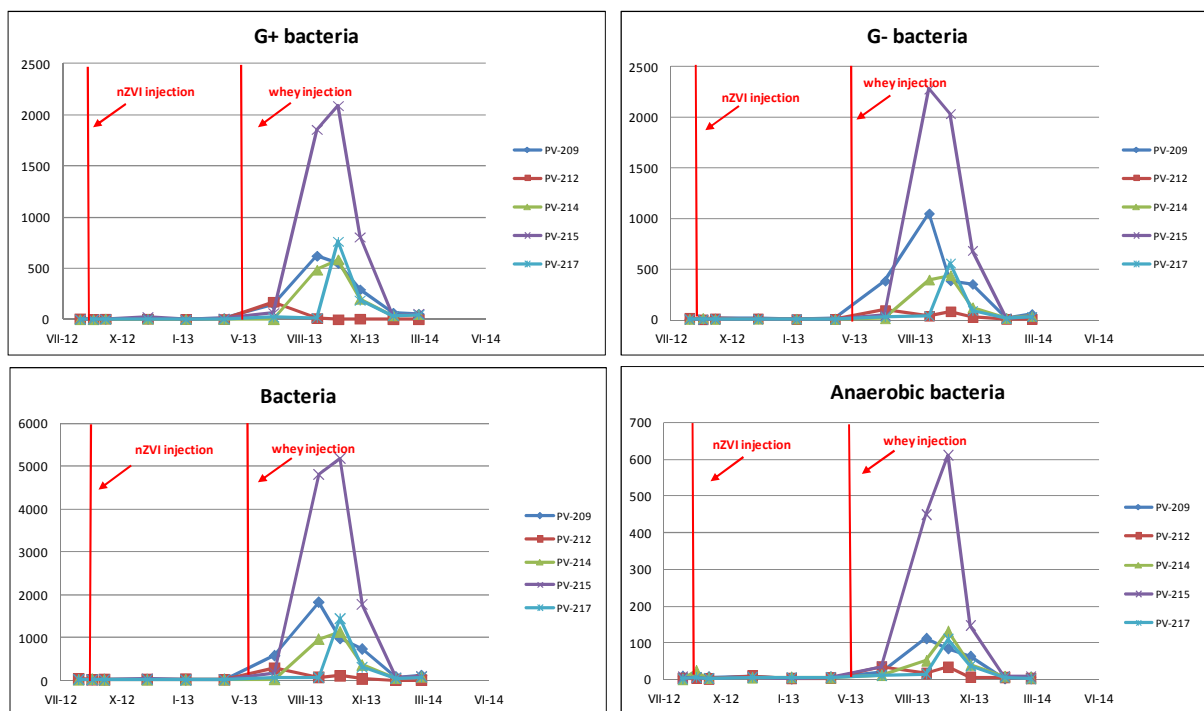 G+ bacteria
2500
2000
1500
1000
500
0
VII-12 X-12 I-13 V-13 VIII-13 XI-13 III-14 VI-14
nZVI injection
whey injection
PV-209
PV-212
PV-214
PV-215
PV-217
G- bacteria
2500
2000
1500
1000
500
0
VII-12 X-12 I-13 V-13 VIII-13 XI-13 III-14 VI-14
nZVI injection
whey injection
PV-209
PV-212
PV-214
PV-215
PV-217
Bacteria
6000
5000
4000
3000
2000
1000
0
VII-12 X-12 I-13 V-13 VIII-13 XI-13 III-14 VI-14
nZVI injection
whey injection
PV-209
PV-212
PV-214
PV-215
PV-217
Anaerobic bacteria
700
600
500
400
300
200
100
0
VII-12 X-12 I-13 V-13 VIII-13 XI-13 III-14 VI-14
nZVI injection
whey injection
PV-209
PV-212
PV-214
PV-215
PV-217